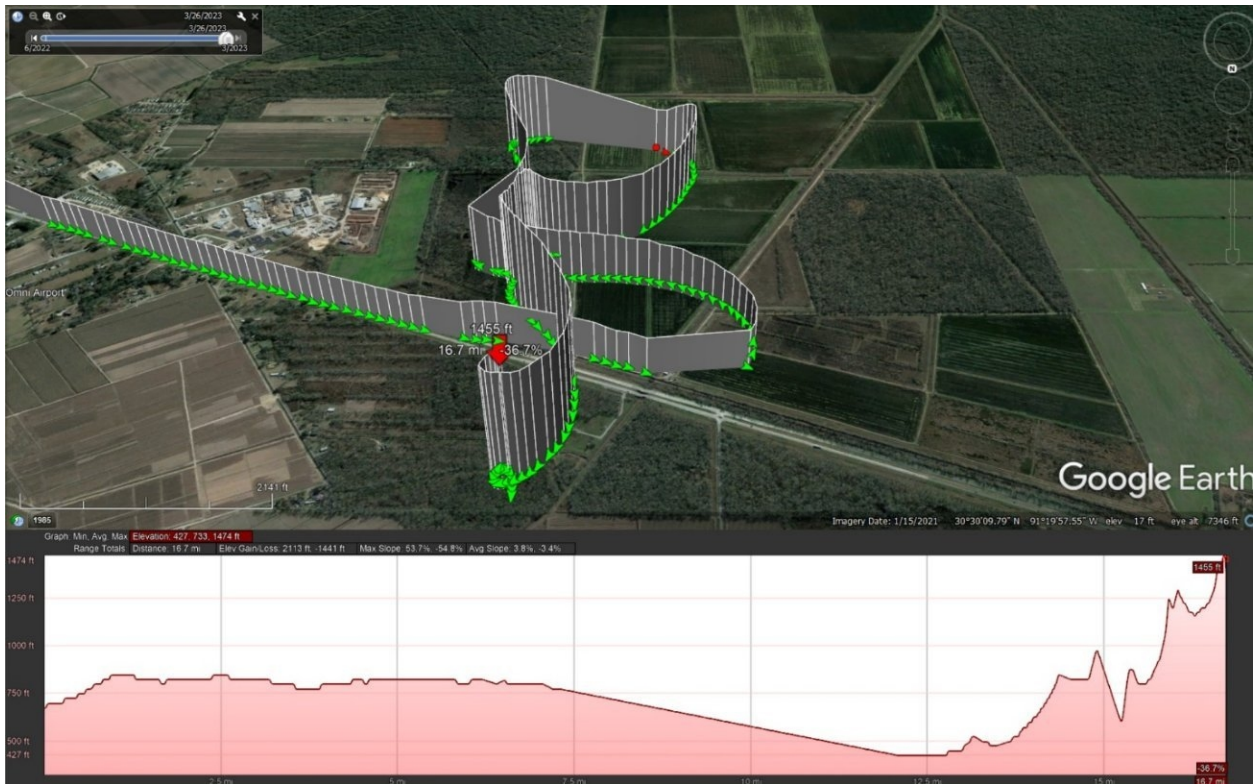 3/26/2023
3/26/2023
6/2022
3/2023
N
Omni Airport
1455 ft
16.7 mi
-36.7%
2141 ft
Google Earth
1985
Imagery Date: 1/15/2021 30°30'09.79" N 91°19'57.55" W elev 17 ft eye alt 7346 ft
Graph: Min, Avg, Max Elevation: 427, 733, 1474 ft
Range Totals: Distance: 16.7 mi Elev Gain/Loss: 2113 ft, -1441 ft Max Slope: 53.7%, -54.8% Avg Slope: 3.8%, -3.4%
1474 ft
1455 ft
1250 ft
1000 ft
750 ft
500 ft
427 ft
-36.7%
2.5 mi
5 mi
7.5 mi
10 mi
12.5 mi
15 mi
16.7 mi